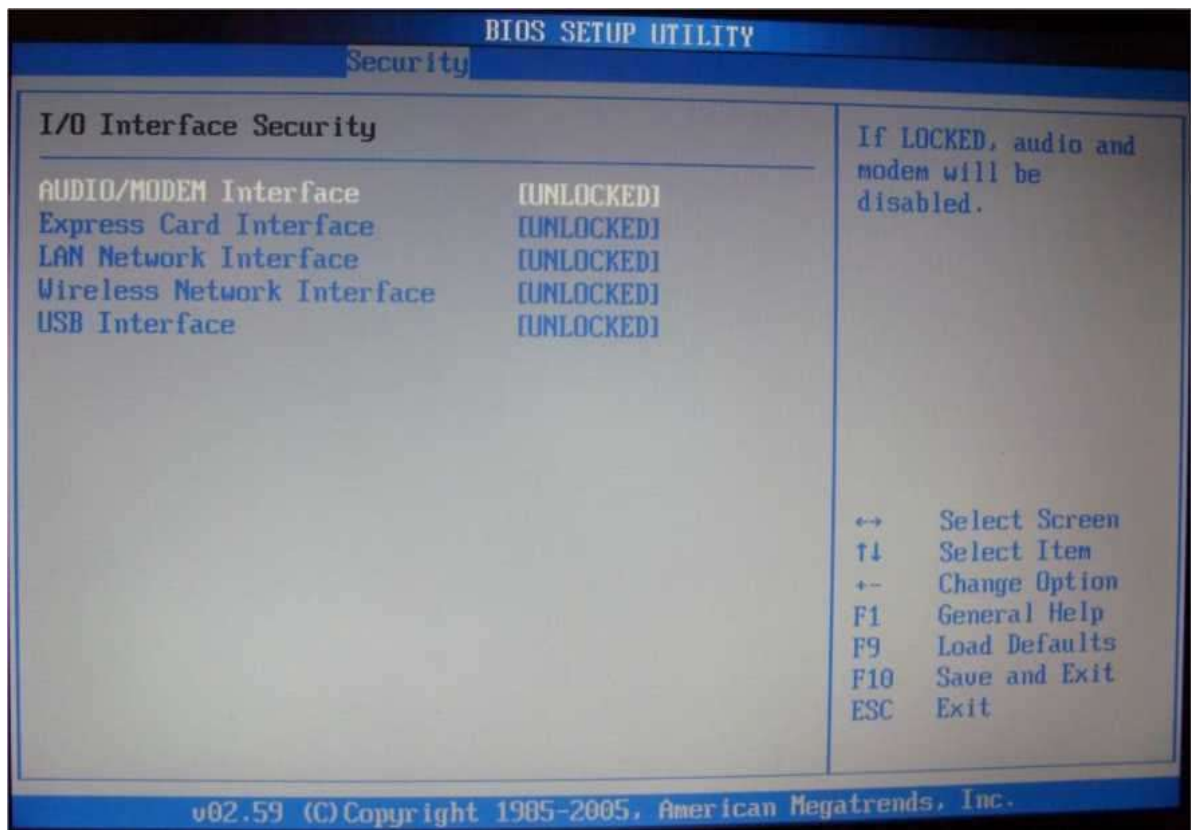 BIOS SETUP UTILITY
Security
I/O Interface Security
AUDIO/MODEM Interface [UNLOCKED]
Express Card Interface [UNLOCKED]
LAN Network Interface [UNLOCKED]
Wireless Network Interface [UNLOCKED]
USB Interface [UNLOCKED]
If LOCKED, audio and
modem will be
disabled.
←→ Select Screen
↑↓ Select Item
+- Change Option
F1 General Help
F9 Load Defaults
F10 Save and Exit
ESC Exit
v02.59 (C)Copyright 1985-2005, American Megatrends, Inc.